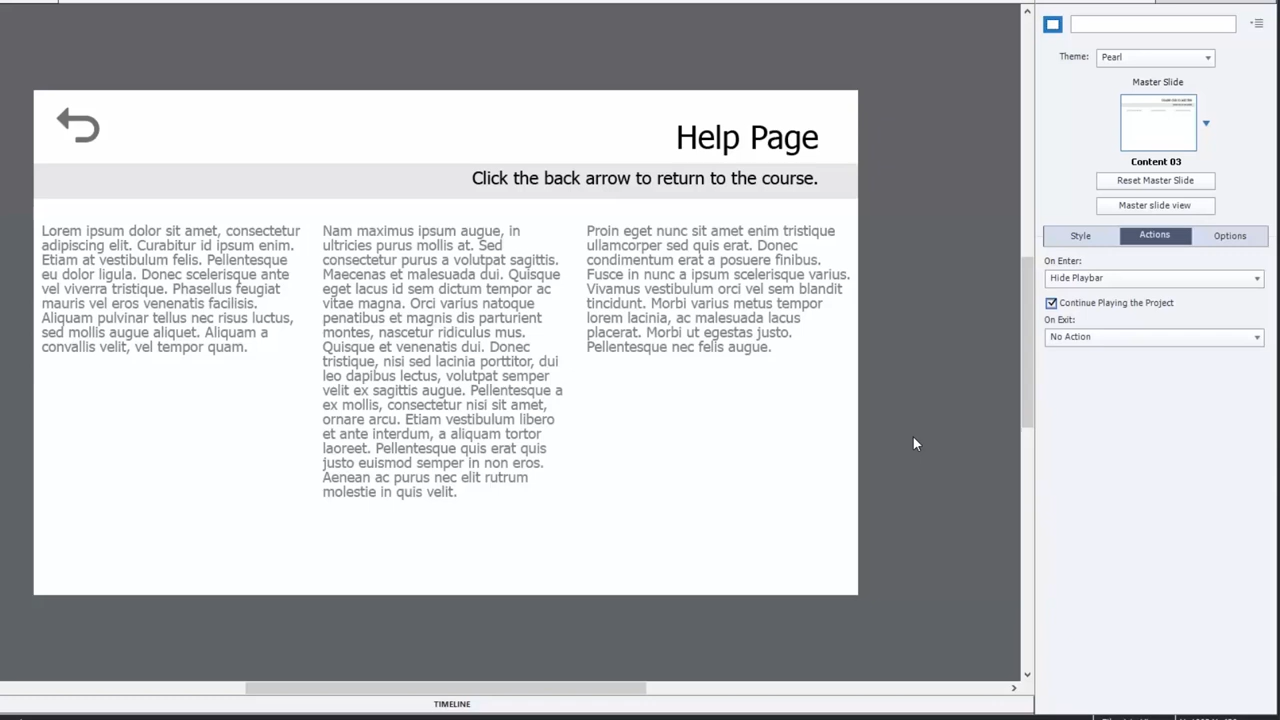 Help Page
Click the back arrow to return to the course.
Lorem ipsum dolor sit amet, consectetur
adipiscing elit. Curabitur id ipsum enim.
Etiam at vestibulum felis. Pellentesque
eu dolor ligula. Donec scelerisque ante
vel viverra tristique. Phasellus feugiat
mauris vel eros venenatis facilisis.
Aliquam pulvinar tellus nec risus luctus,
sed mollis augue aliquet. Aliquam a
convallis velit, vel tempor quam.
Nam maximus ipsum augue, in
ultricies purus mollis at. Sed
consectetur purus a volutpat sagittis.
Maecenas et malesuada dui. Quisque
eget lacus id sem dictum tempor ac
vitae magna. Orci varius natoque
penatibus et magnis dis parturient
montes, nascetur ridiculus mus.
Quisque et venenatis dui. Donec
tristique, nisi sed lacinia porttitor, dui
leo dapibus lectus, volutpat semper
velit ex sagittis augue. Pellentesque a
ex mollis, consectetur nisi sit amet,
ornare arcu. Etiam vestibulum libero
et ante interdum, a aliquam tortor
laoreet. Pellentesque quis erat quis
justo euismod semper in non eros.
Aenean ac purus nec elit rutrum
molestie in quis velit.
Proin eget nunc sit amet enim tristique
ullamcorper sed quis erat. Donec
condimentum erat a posuere finibus.
Fusce in nunc a ipsum scelerisque varius.
Vivamus vestibulum orci vel sem blandit
tincidunt. Morbi varius metus tempor
lorem lacinia, ac malesuada lacus
placerat. Morbi ut egestas justo.
Pellentesque nec felis augue.
TIMELINE
Theme: Pearl
Master Slide
Content 03
Reset Master Slide
Master slide view
Style Actions Options
On Enter:
Hide Playbar
Continue Playing the Project
On Exit:
No Action